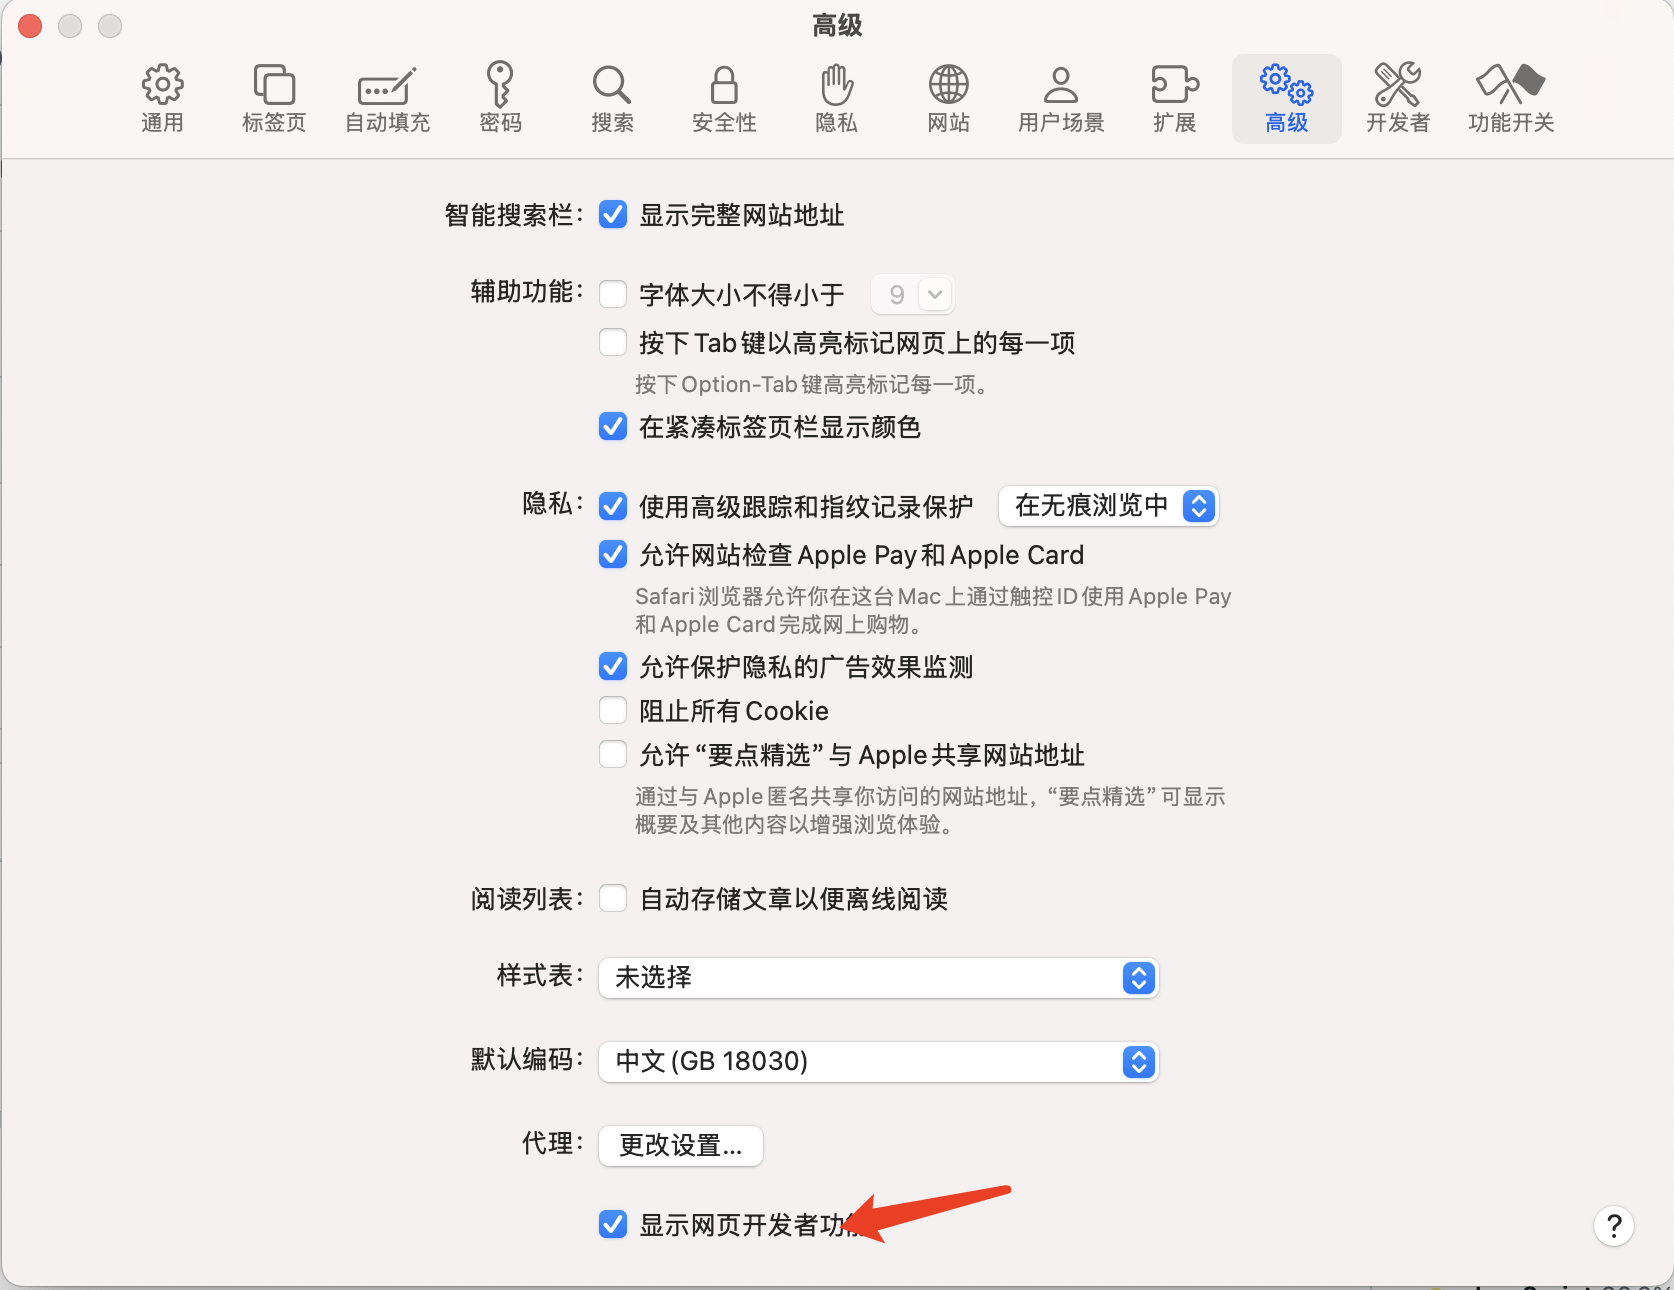 高级
通用
标签页
自动填充
密码
搜索
安全性
隐私
网站
用户场景
扩展
高级
开发者
功能开关
智能搜索栏： 显示完整网站地址
辅助功能： 字体大小不得小于 9
按下 Tab 键以高亮标记网页上的每一项
按下 Option-Tab 键高亮标记每一项。
在紧凑标签页栏显示颜色
隐私： 使用高级跟踪和指纹记录保护 在无痕浏览中
允许网站检查 Apple Pay 和 Apple Card
Safari 浏览器允许你在这台 Mac 上通过触控 ID 使用 Apple Pay
和 Apple Card 完成网上购物。
允许保护隐私的广告效果监测
阻止所有 Cookie
允许“要点精选”与 Apple 共享网站地址
通过与 Apple 匿名共享你访问的网站地址，“要点精选”可显示
概要及其他内容以增强浏览体验。
阅读列表： 自动存储文章以便离线阅读
样式表： 未选择
默认编码： 中文 (GB 18030)
代理： 更改设置...
显示网页开发者功能
?